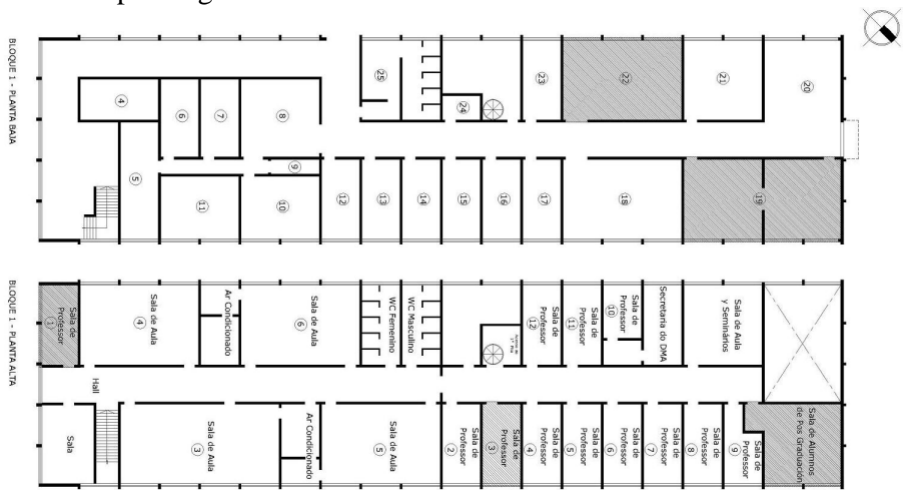 BLOQUE 1 - PLANTA BAJA
25
23
22
21
20
4
6
7
8
24
5
9
11
10
12
13
14
15
16
17
18
19
BLOQUE 1 - PLANTA ALTA
Sala de
Professor
1
Sala de Aula
4
Ar Condicionado
Sala de Aula
6
WC Femenino
WC Masculino
Sala de
Professor
12
Sala de
Professor
11
Sala de
Professor
10
Secretaria do DMA
Sala de Aula
y Seminários
Hall
Sala
Sala de Aula
3
Ar Condicionado
Sala de Aula
5
Sala de
Professor
2
Sala de
Professor
3
Sala de
Professor
4
Sala de
Professor
5
Sala de
Professor
6
Sala de
Professor
7
Sala de
Professor
8
Sala de
Professor
9
Sala de Alumnos
de Pos Graduación